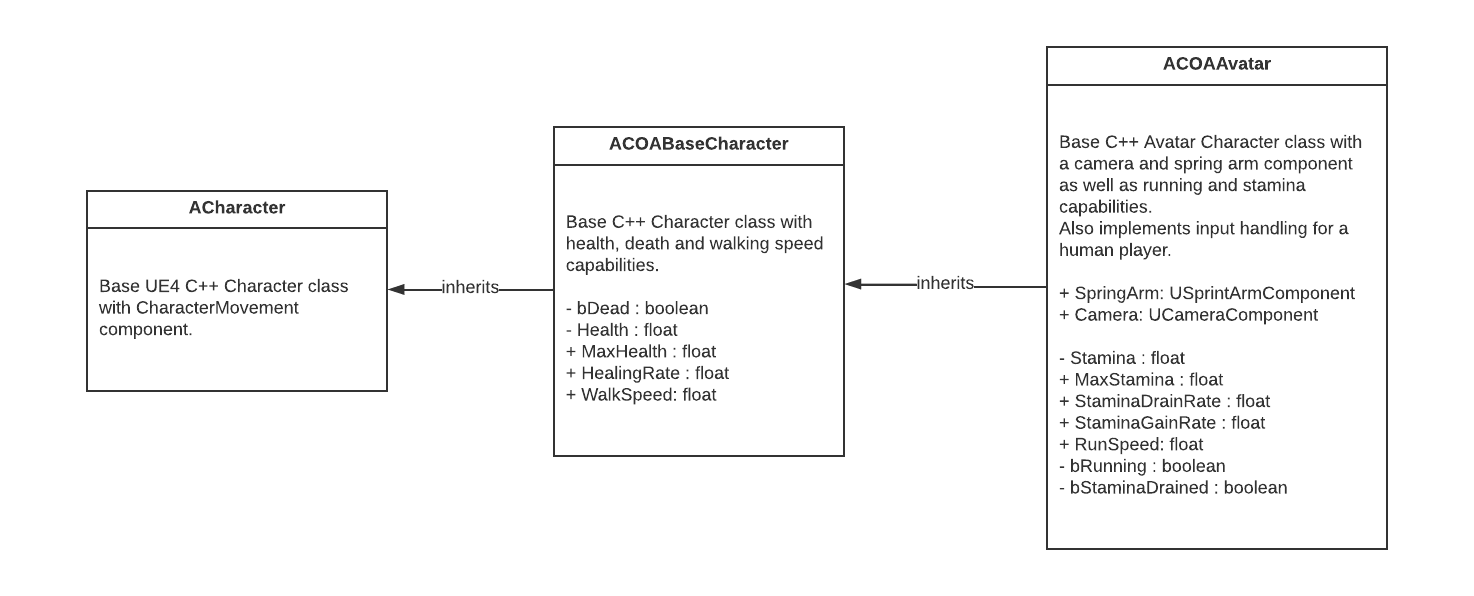 ACharacter
Base UE4 C++ Character class
with CharacterMovement
component.
inherits
ACOABaseCharacter
Base C++ Character class with
health, death and walking speed
capabilities.
- bDead : boolean
- Health : float
+ MaxHealth : float
+ HealingRate : float
+ WalkSpeed: float
inherits
ACOAAvatar
Base C++ Avatar Character class with
a camera and spring arm component
as well as running and stamina
capabilities.
Also implements input handling for a
human player.
+ SpringArm: USprintArmComponent
+ Camera: UCameraComponent
- Stamina : float
+ MaxStamina : float
+ StaminaDrainRate : float
+ StaminaGainRate : float
+ RunSpeed: float
- bRunning : boolean
- bStaminaDrained : boolean